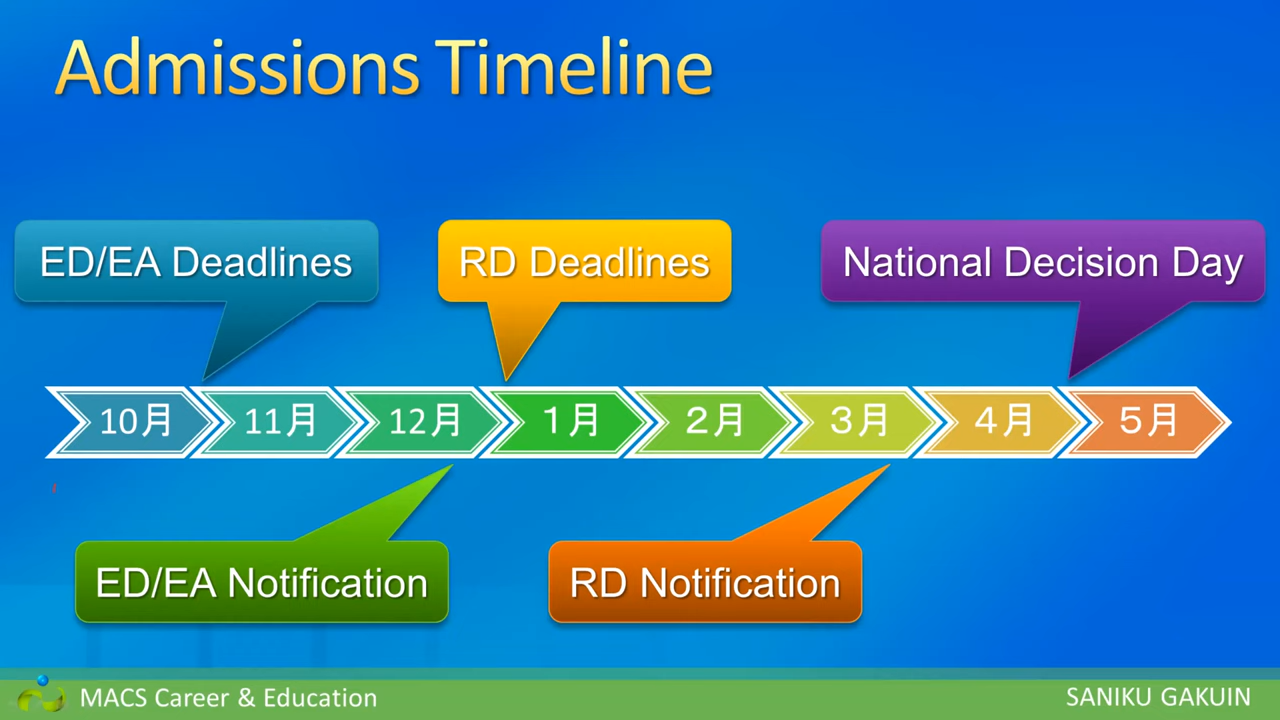 Admissions Timeline
ED/EA Deadlines
RD Deadlines
National Decision Day
10月
11月
12月
１月
２月
３月
４月
５月
ED/EA Notification
RD Notification
MACS Career & Education
SANIKU GAKUIN